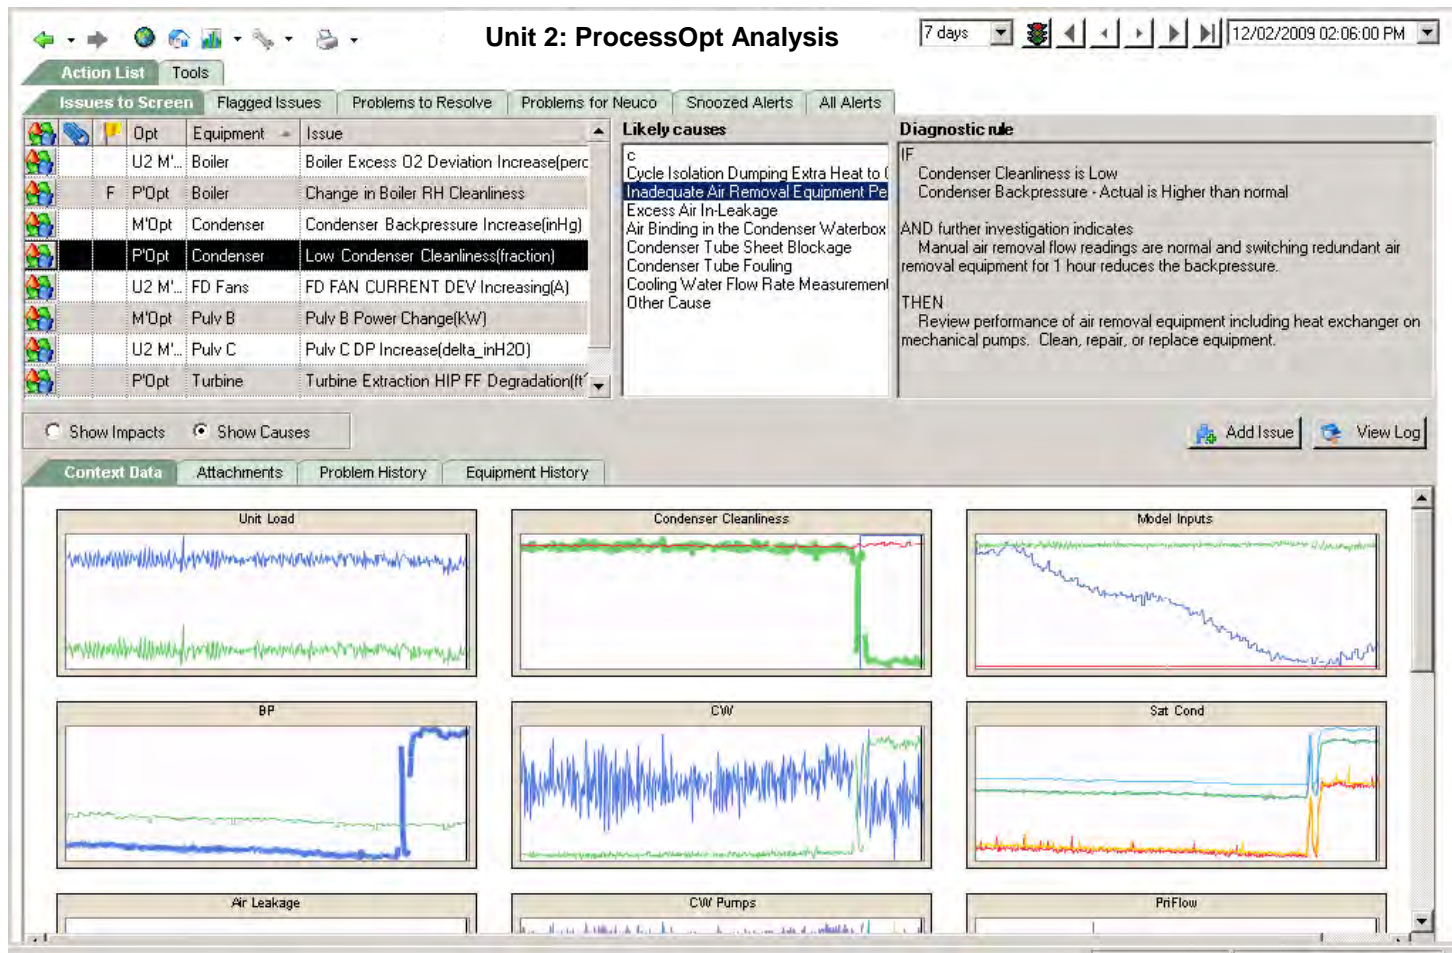 Unit 2: ProcessOpt Analysis
7 days
12/02/2009 02:06:00 PM
Action List
Tools
Issues to Screen
Flagged Issues
Problems to Resolve
Problems for Neuco
Snoozed Alerts
All Alerts
Opt Equipment Issue
U2 M'... Boiler Boiler Excess O2 Deviation Increase(perc
F P'Opt Boiler Change in Boiler RH Cleanliness
M'Opt Condenser Condenser Backpressure Increase(inHg)
P'Opt Condenser Low Condenser Cleanliness(fraction)
U2 M'... FD Fans FD FAN CURRENT DEV Increasing(A)
M'Opt Pulv B Pulv B Power Change(kW)
U2 M'... Pulv C Pulv C DP Increase(delta_inH2O)
P'Opt Turbine Turbine Extraction HIP FF Degradation(ft^
Likely causes
c
Cycle Isolation Dumping Extra Heat to (
Inadequate Air Removal Equipment Pe
Excess Air In-Leakage
Air Binding in the Condenser Waterbox
Condenser Tube Sheet Blockage
Condenser Tube Fouling
Cooling Water Flow Rate Measurement
Other Cause
Diagnostic rule
IF
Condenser Cleanliness is Low
Condenser Backpressure - Actual is Higher than normal
AND further investigation indicates
Manual air removal flow readings are normal and switching redundant air
removal equipment for 1 hour reduces the backpressure.
THEN
Review performance of air removal equipment including heat exchanger on
mechanical pumps. Clean, repair, or replace equipment.
Show Impacts
Show Causes
Add Issue
View Log
Context Data
Attachments
Problem History
Equipment History
Unit Load
Condenser Cleanliness
Model Inputs
BP
CW
Sat Cond
Air Leakage
CW Pumps
PriFlow